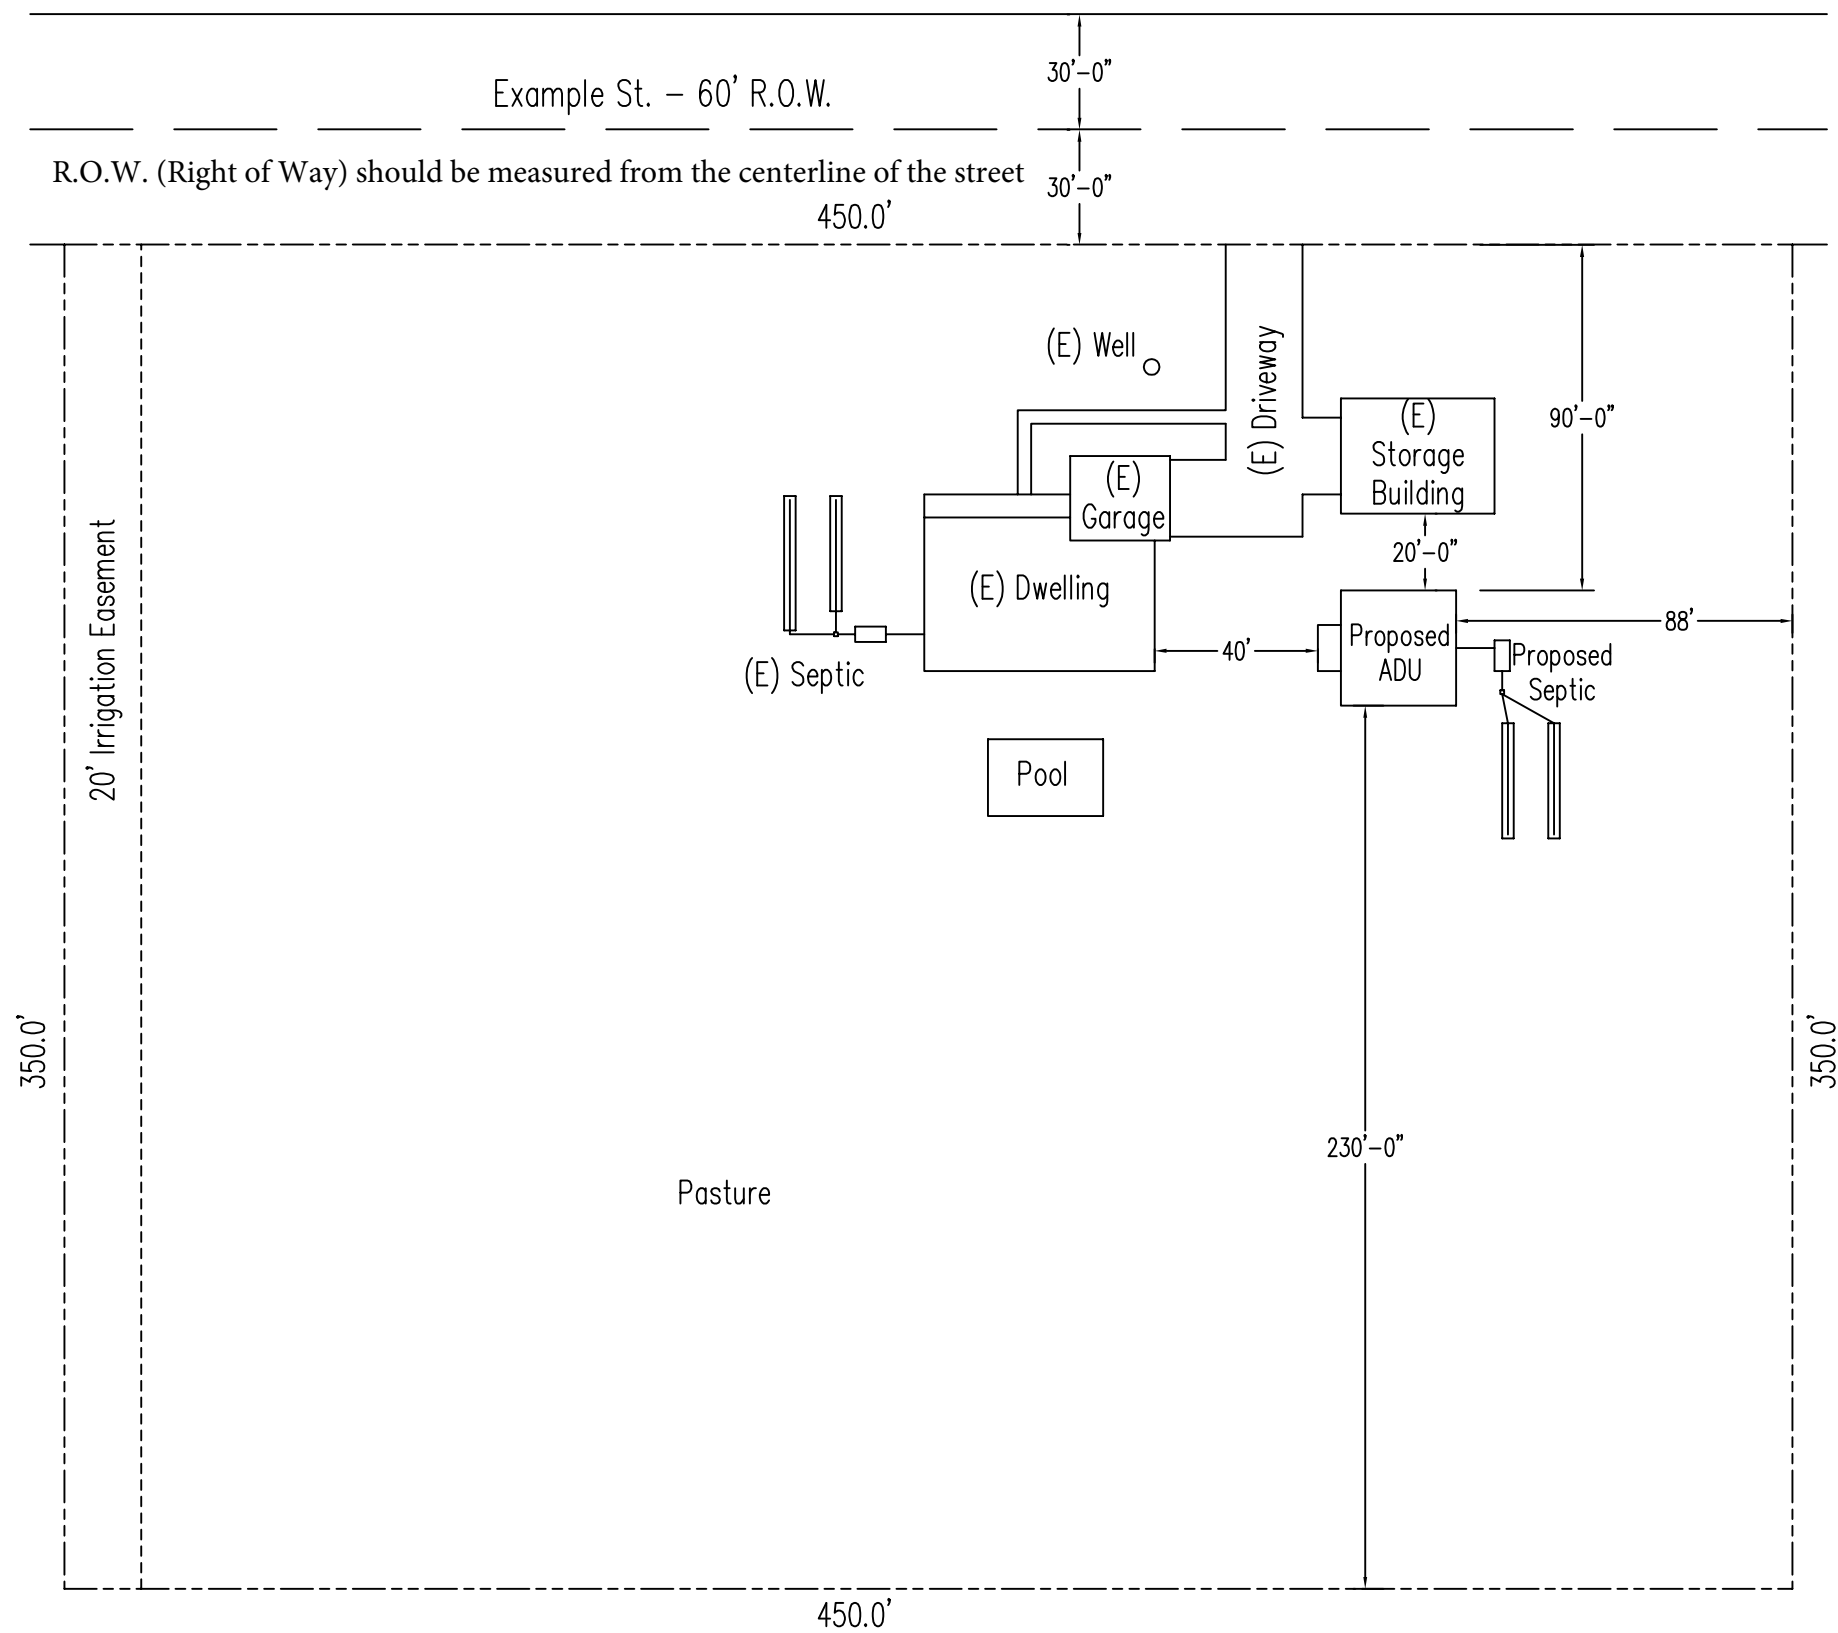 30'-0"
Example St. - 60' R.O.W.
R.O.W. (Right of Way) should be measured from the centerline of the street
30'-0"
450.0'
(E) Well
(E) Driveway
(E)
Storage
Building
90'-0"
(E)
Garage
20'-0"
20' Irrigation Easement
(E) Dwelling
88'
40'
Proposed
ADU
Proposed
Septic
(E) Septic
Pool
350.0'
350.0'
230'-0"
Pasture
450.0'